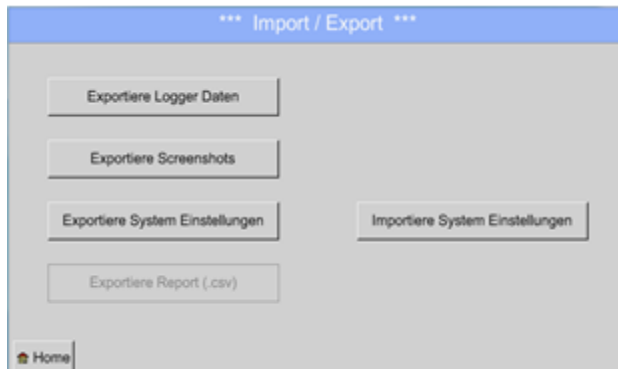 *** Import / Export ***
Exportiere Logger Daten
Exportiere Screenshots
Exportiere System Einstellungen
Importiere System Einstellungen
Exportiere Report (.csv)
Home